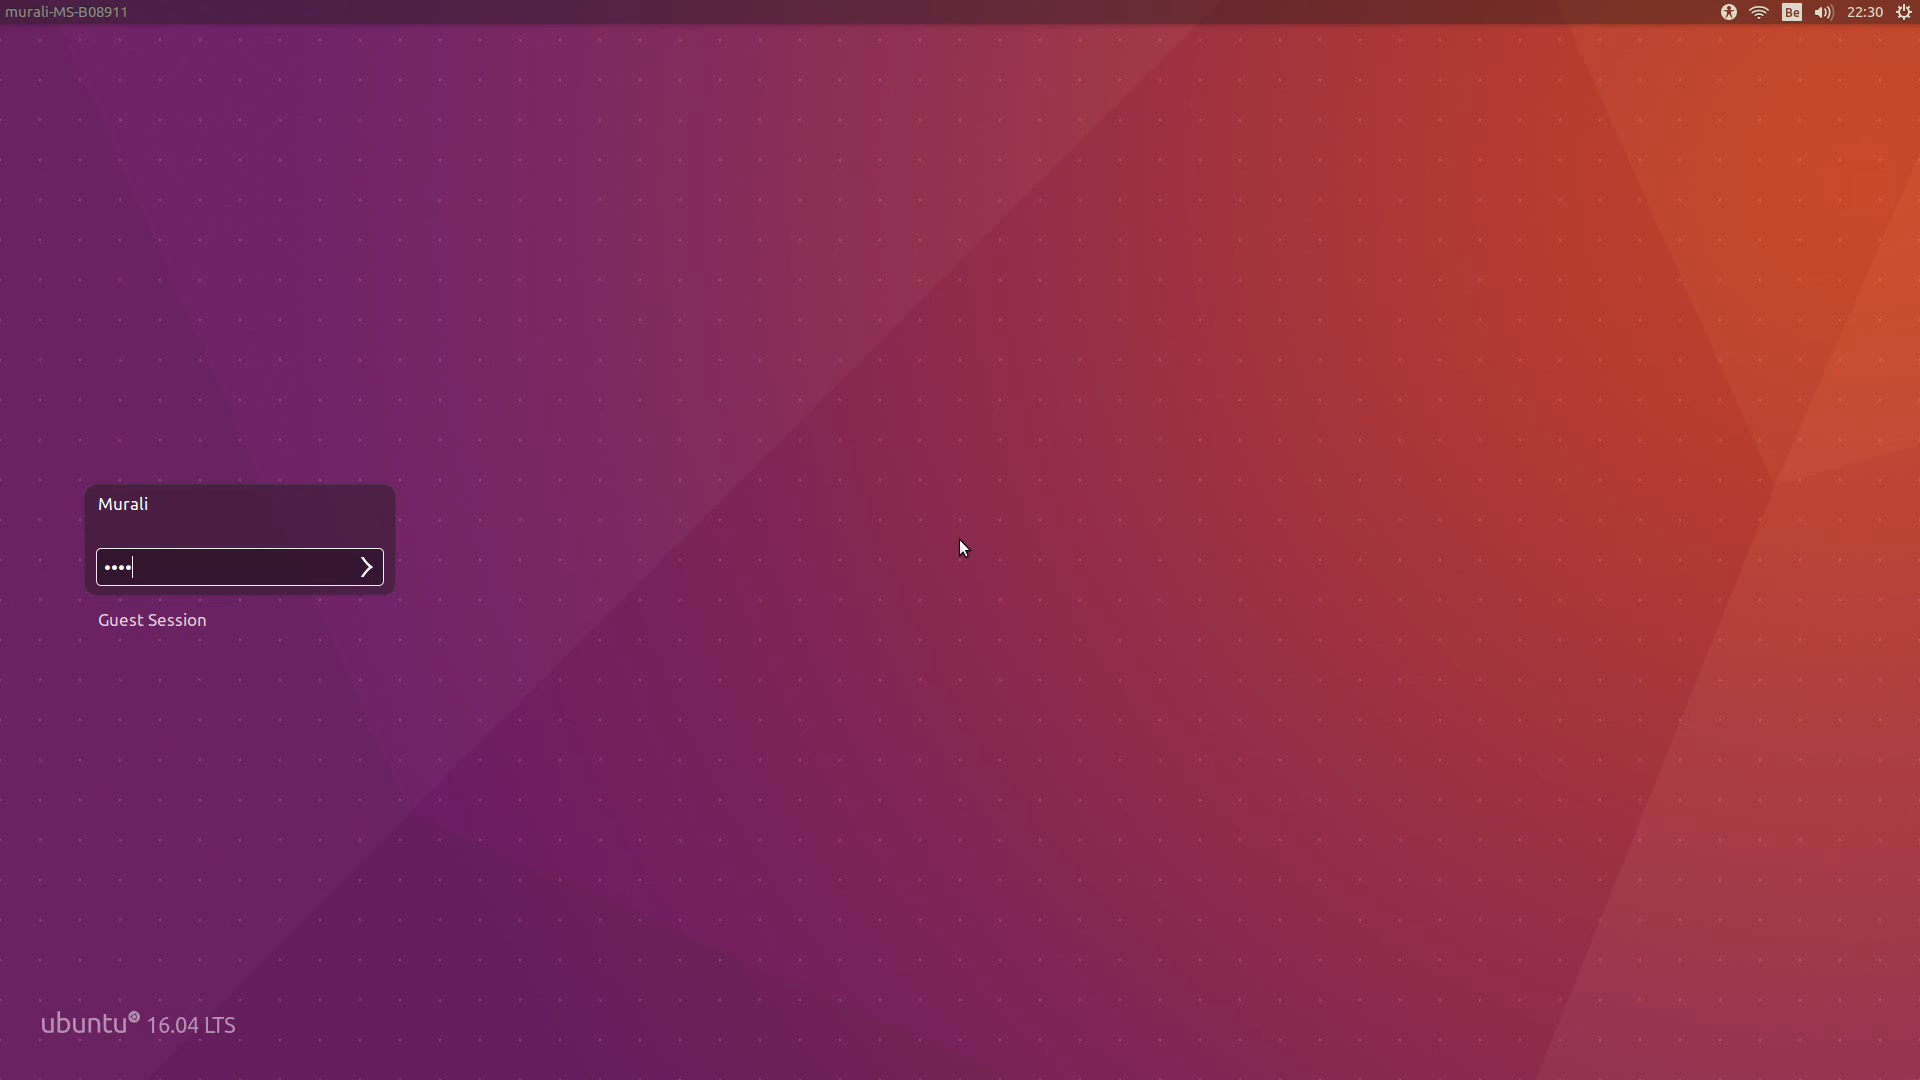 murali-MS-B08911
Be
22:30
Murali
••••
Guest Session
ubuntu 16.04 LTS